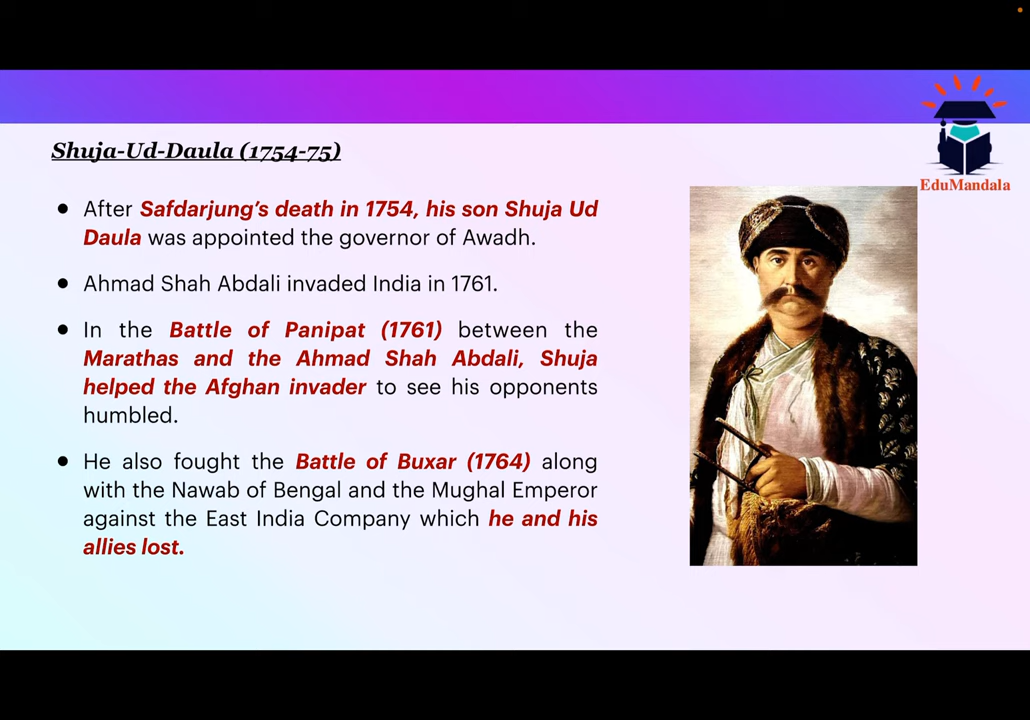 EduMandala
Shuja-Ud-Daula (1754-75)
● After Safdarjung’s death in 1754, his son Shuja Ud
Daula was appointed the governor of Awadh.
● Ahmad Shah Abdali invaded India in 1761.
● In the Battle of Panipat (1761) between the
Marathas and the Ahmad Shah Abdali, Shuja
helped the Afghan invader to see his opponents
humbled.
● He also fought the Battle of Buxar (1764) along
with the Nawab of Bengal and the Mughal Emperor
against the East India Company which he and his
allies lost.